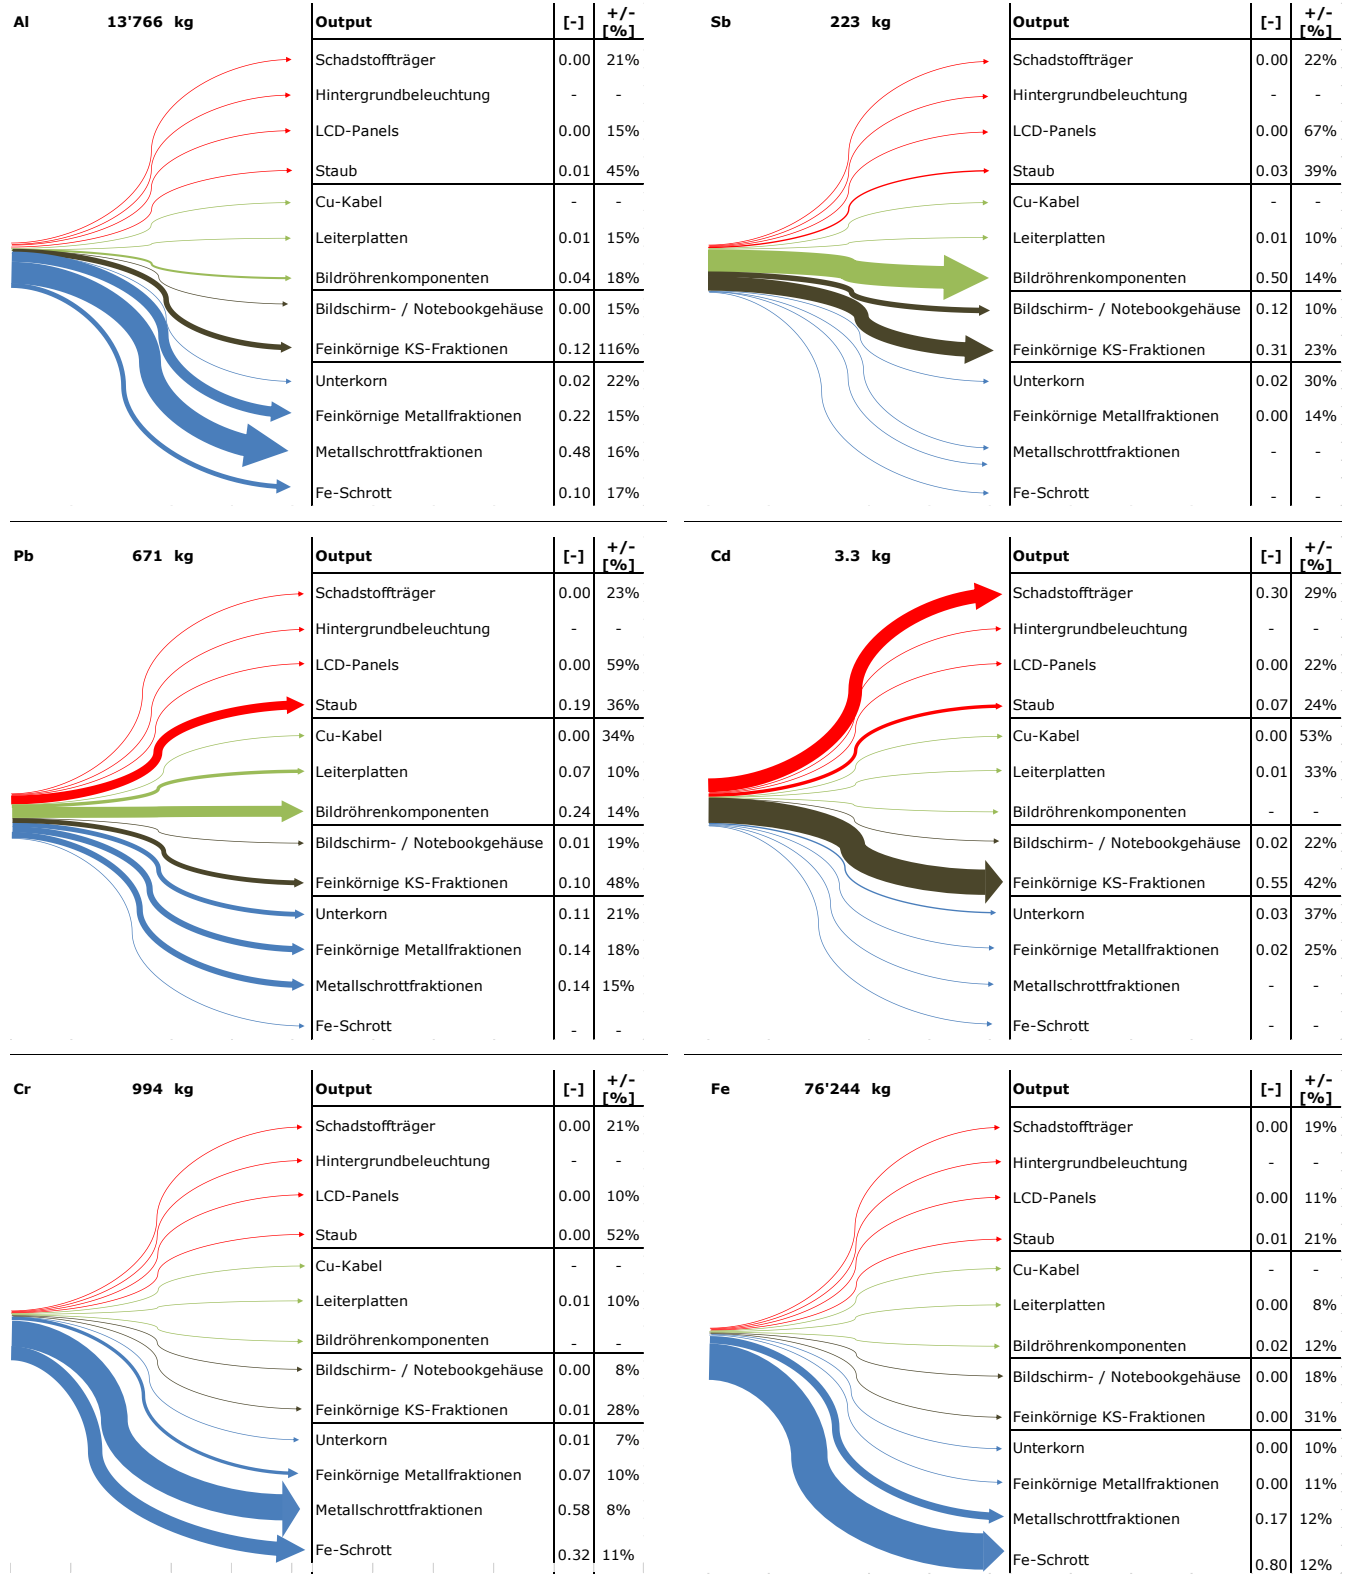 Al 13'766 kg Output [-] +/- [%]
Schadstoffträger 0.00 21%
Hintergrundbeleuchtung - -
LCD-Panels 0.00 15%
Staub 0.01 45%
Cu-Kabel - -
Leiterplatten 0.01 15%
Bildröhrenkomponenten 0.04 18%
Bildschirm- / Notebookgehäuse 0.00 15%
Feinkörnige KS-Fraktionen 0.12 116%
Unterkorn 0.02 22%
Feinkörnige Metallfraktionen 0.22 15%
Metallschrottfraktionen 0.48 16%
Fe-Schrott 0.10 17%
Sb 223 kg Output [-] +/- [%]
Schadstoffträger 0.00 22%
Hintergrundbeleuchtung - -
LCD-Panels 0.00 67%
Staub 0.03 39%
Cu-Kabel - -
Leiterplatten 0.01 10%
Bildröhrenkomponenten 0.50 14%
Bildschirm- / Notebookgehäuse 0.12 10%
Feinkörnige KS-Fraktionen 0.31 23%
Unterkorn 0.02 30%
Feinkörnige Metallfraktionen 0.00 14%
Metallschrottfraktionen - -
Fe-Schrott - -
Pb 671 kg Output [-] +/- [%]
Schadstoffträger 0.00 23%
Hintergrundbeleuchtung - -
LCD-Panels 0.00 59%
Staub 0.19 36%
Cu-Kabel 0.00 34%
Leiterplatten 0.07 10%
Bildröhrenkomponenten 0.24 14%
Bildschirm- / Notebookgehäuse 0.01 19%
Feinkörnige KS-Fraktionen 0.10 48%
Unterkorn 0.11 21%
Feinkörnige Metallfraktionen 0.14 18%
Metallschrottfraktionen 0.14 15%
Fe-Schrott - -
Cd 3.3 kg Output [-] +/- [%]
Schadstoffträger 0.30 29%
Hintergrundbeleuchtung - -
LCD-Panels 0.00 22%
Staub 0.07 24%
Cu-Kabel 0.00 53%
Leiterplatten 0.01 33%
Bildröhrenkomponenten - -
Bildschirm- / Notebookgehäuse 0.02 22%
Feinkörnige KS-Fraktionen 0.55 42%
Unterkorn 0.03 37%
Feinkörnige Metallfraktionen 0.02 25%
Metallschrottfraktionen - -
Fe-Schrott - -
Cr 994 kg Output [-] +/- [%]
Schadstoffträger 0.00 21%
Hintergrundbeleuchtung - -
LCD-Panels 0.00 10%
Staub 0.00 52%
Cu-Kabel - -
Leiterplatten 0.01 10%
Bildröhrenkomponenten - -
Bildschirm- / Notebookgehäuse 0.00 8%
Feinkörnige KS-Fraktionen 0.01 28%
Unterkorn 0.01 7%
Feinkörnige Metallfraktionen 0.07 10%
Metallschrottfraktionen 0.58 8%
Fe-Schrott 0.32 11%
Fe 76'244 kg Output [-] +/- [%]
Schadstoffträger 0.00 19%
Hintergrundbeleuchtung - -
LCD-Panels 0.00 11%
Staub 0.01 21%
Cu-Kabel - -
Leiterplatten 0.00 8%
Bildröhrenkomponenten 0.02 12%
Bildschirm- / Notebookgehäuse 0.00 18%
Feinkörnige KS-Fraktionen 0.00 31%
Unterkorn 0.00 10%
Feinkörnige Metallfraktionen 0.00 11%
Metallschrottfraktionen 0.17 12%
Fe-Schrott 0.80 12%